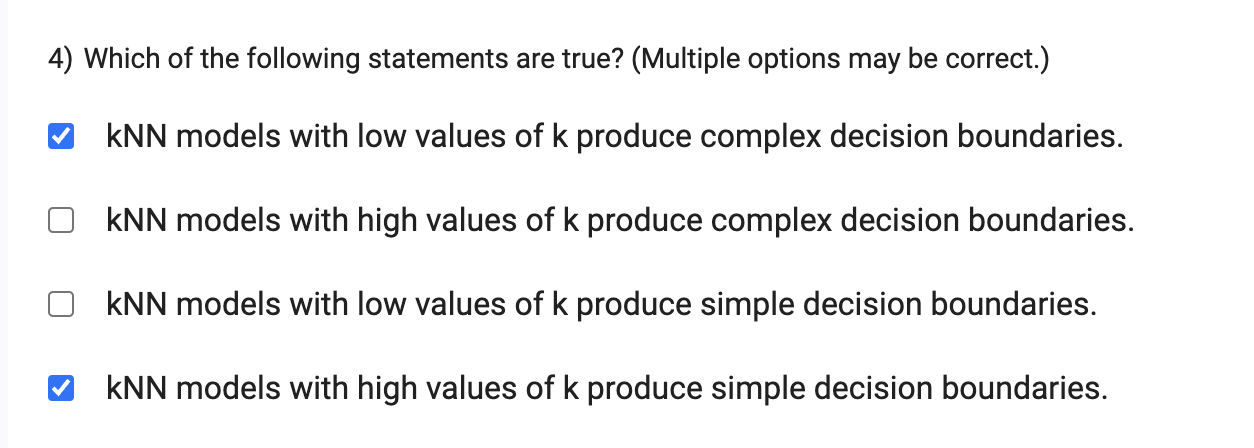 4) Which of the following statements are true? (Multiple options may be correct.)
kNN models with low values of k produce complex decision boundaries.
kNN models with high values of k produce complex decision boundaries.
kNN models with low values of k produce simple decision boundaries.
kNN models with high values of k produce simple decision boundaries.